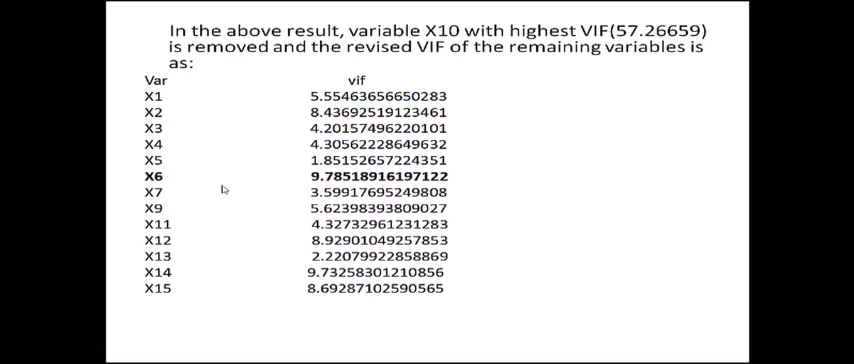 In the above result, variable X10 with highest VIF(57.26659)
is removed and the revised VIF of the remaining variables is
as:
Var vif
X1 5.55463656650283
X2 8.43692519123461
X3 4.20157496220101
X4 4.30562228649632
X5 1.85152657224351
X6 9.78518916197122
X7 3.59917695249808
X9 5.62398393809027
X11 4.32732961231283
X12 8.92901049257853
X13 2.22079922858869
X14 9.73258301210856
X15 8.69287102590565